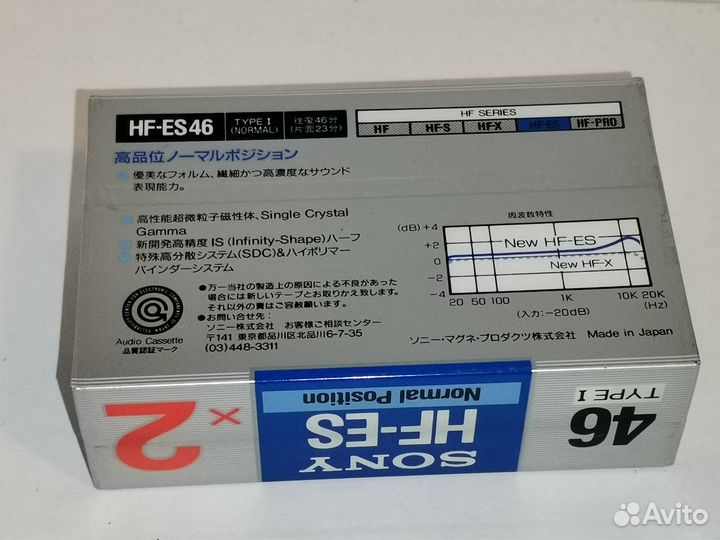 HF-ES46
TYPE I
(NORMAL)
往復46分
(片面23分)
HF SERIES
HF HF-S HF-X HF-ES HF-PRO
高品位ノーマルポジション
優美なフォルム、繊細かつ高濃度なサウンド
表現能力。
高性能超微粒子磁性体、Single Crystal
Gamma
新開発高精度 IS (Infinity-Shape)ハーフ
特殊高分散システム(SDC)&ハイポリマー
バインダーシステム
周波数特性
(dB) +4
+2
0
-2
-4
New HF-ES
New HF-X
20 50 100 1K 10K 20K
(入力:-20dB) (Hz)
Audio Cassette
品質認証マーク
●万一当社の製造上の原因による不良があった
場合には新しいテープとお取りかえ致します。
それ以外の責はご容赦ください。
●お問い合せ先:
ソニー株式会社 お客様ご相談センター
〒141 東京都品川区北品川6-7-35
(03)448-3311
ソニー・マグネ・プロダクツ株式会社 Made in Japan
SONY
HF-ES
Normal Position
46
TYPE I
×2
Avito